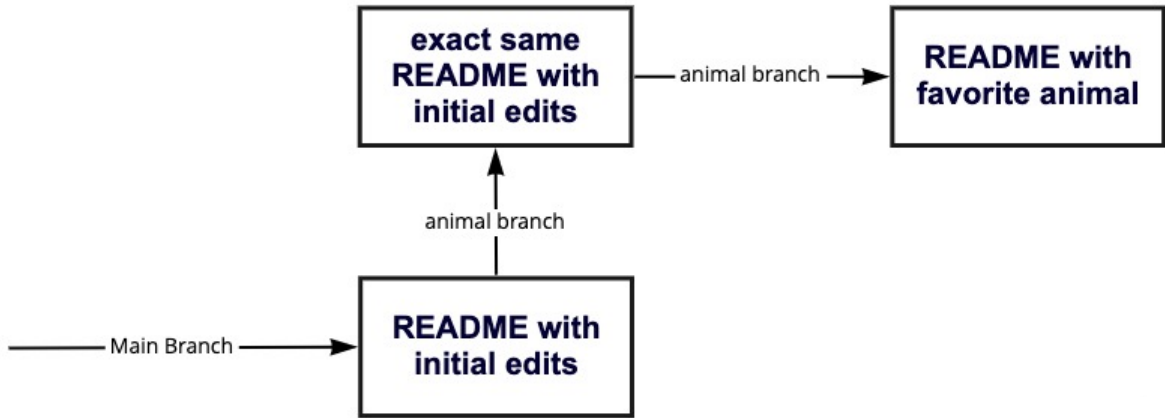 exact same
README with
initial edits
animal branch
README with
favorite animal
animal branch
Main Branch
README with
initial edits